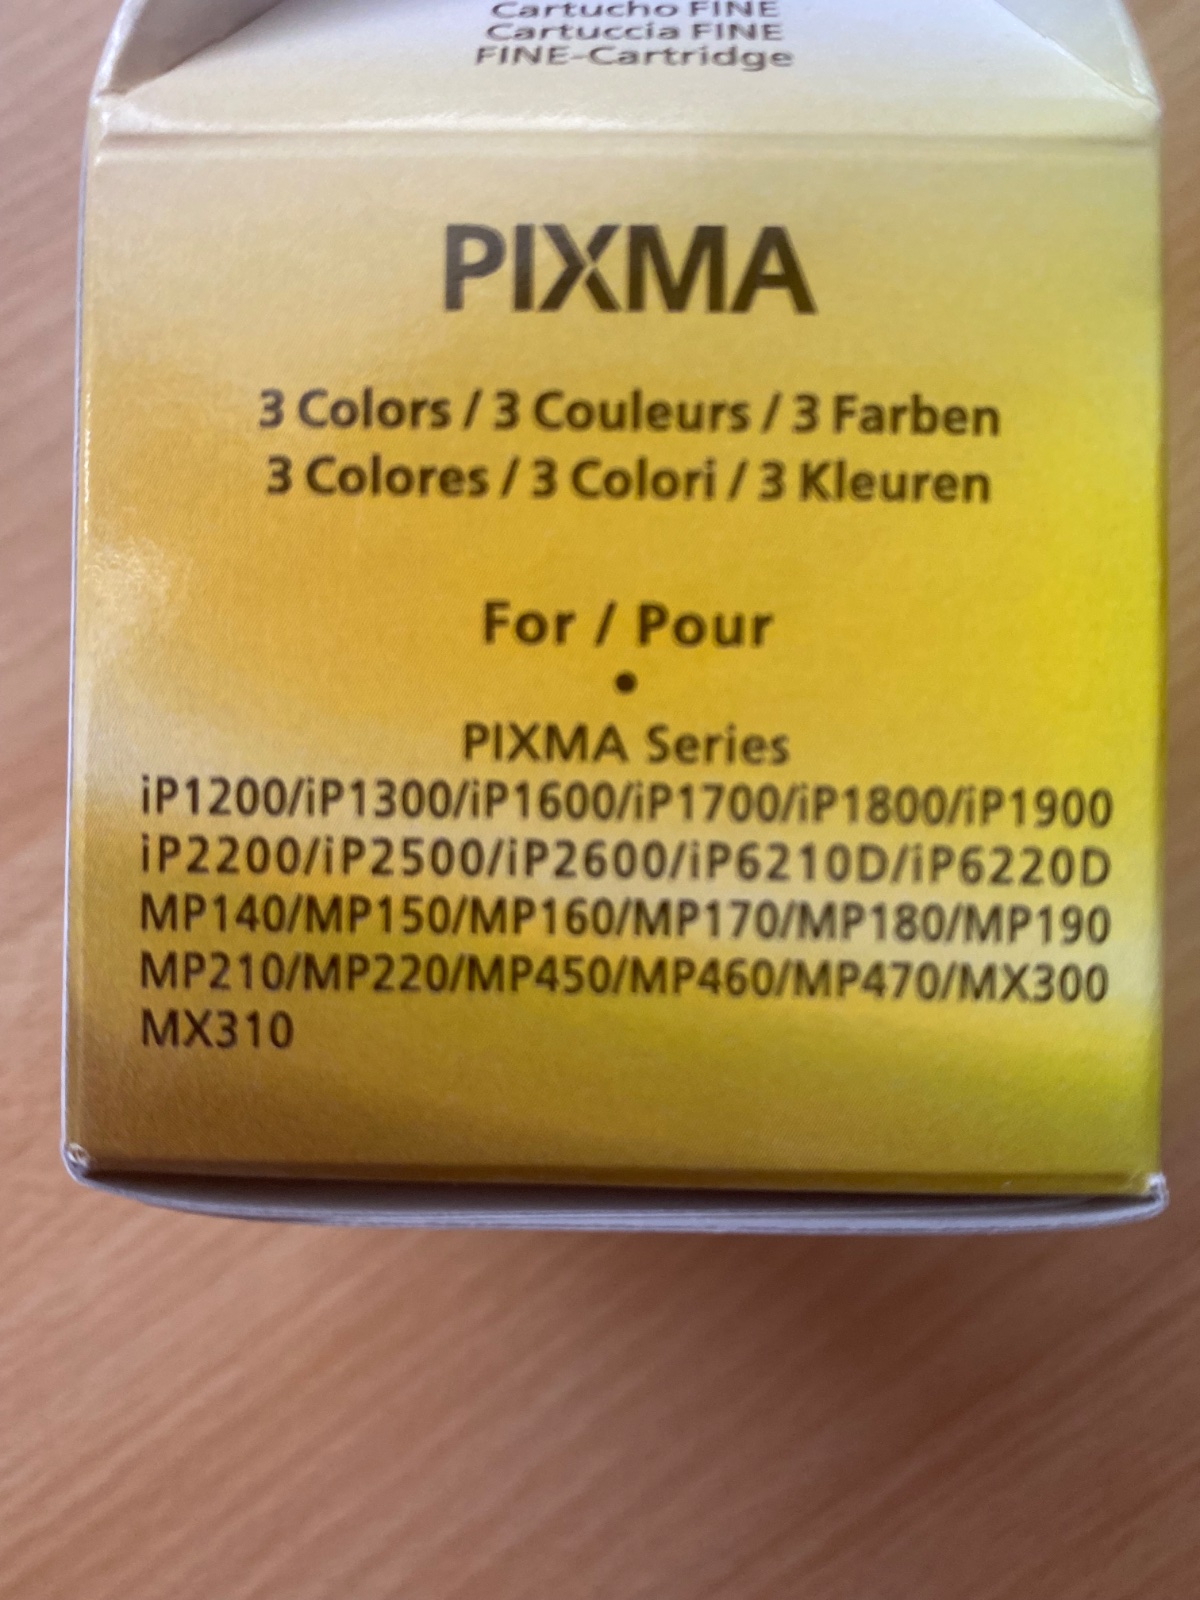 Cartucho FINE
Cartuccia FINE
FINE-Cartridge
PIXMA
3 Colors / 3 Couleurs / 3 Farben
3 Colores / 3 Colori / 3 Kleuren
For / Pour
•
PIXMA Series
iP1200/iP1300/iP1600/iP1700/iP1800/iP1900
iP2200/iP2500/iP2600/iP6210D/iP6220D
MP140/MP150/MP160/MP170/MP180/MP190
MP210/MP220/MP450/MP460/MP470/MX300
MX310